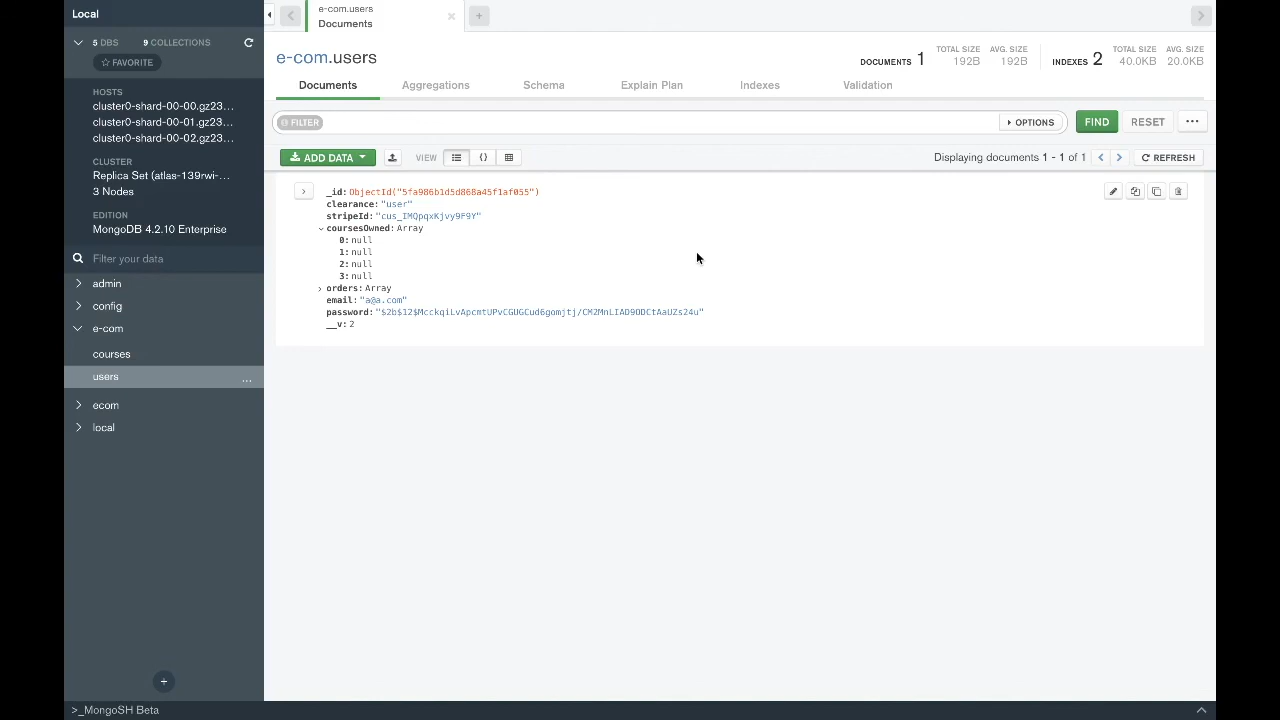 Local
5 DBS 9 COLLECTIONS
☆ FAVORITE
HOSTS
cluster0-shard-00-00.gz23...
cluster0-shard-00-01.gz23...
cluster0-shard-00-02.gz23...
CLUSTER
Replica Set (atlas-139rwi-...
3 Nodes
EDITION
MongoDB 4.2.10 Enterprise
Filter your data
admin
config
e-com
courses
users ...
ecom
local
>_MongoSH Beta
e-com.users
Documents
e-com.users
DOCUMENTS 1 TOTAL SIZE 192B AVG. SIZE 192B INDEXES 2 TOTAL SIZE 40.0KB AVG. SIZE 20.0KB
Documents Aggregations Schema Explain Plan Indexes Validation
FILTER OPTIONS FIND RESET ...
ADD DATA VIEW {} Displaying documents 1 - 1 of 1 REFRESH
_id: ObjectId("5fa986b1d5d868a45f1af055")
clearance: "user"
stripeId: "cus_IMQpqxKjvy9F9Y"
coursesOwned: Array
0: null
1: null
2: null
3: null
orders: Array
email: "a@a.com"
password: "$2b$12$McckqiLvApcmtUPvCGUGCud6gomjtj/CM2MnLIAD9ODCtAaUZs24u"
__v: 2